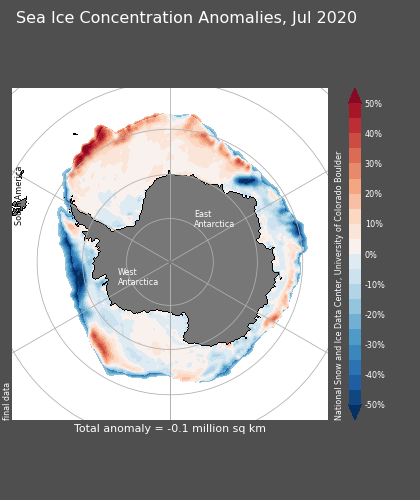 Sea Ice Concentration Anomalies, Jul 2020
South America
East
Antarctica
West
Antarctica
50%
40%
30%
20%
10%
0%
-10%
-20%
-30%
-40%
-50%
National Snow and Ice Data Center, University of Colorado Boulder
final data
Total anomaly = -0.1 million sq km